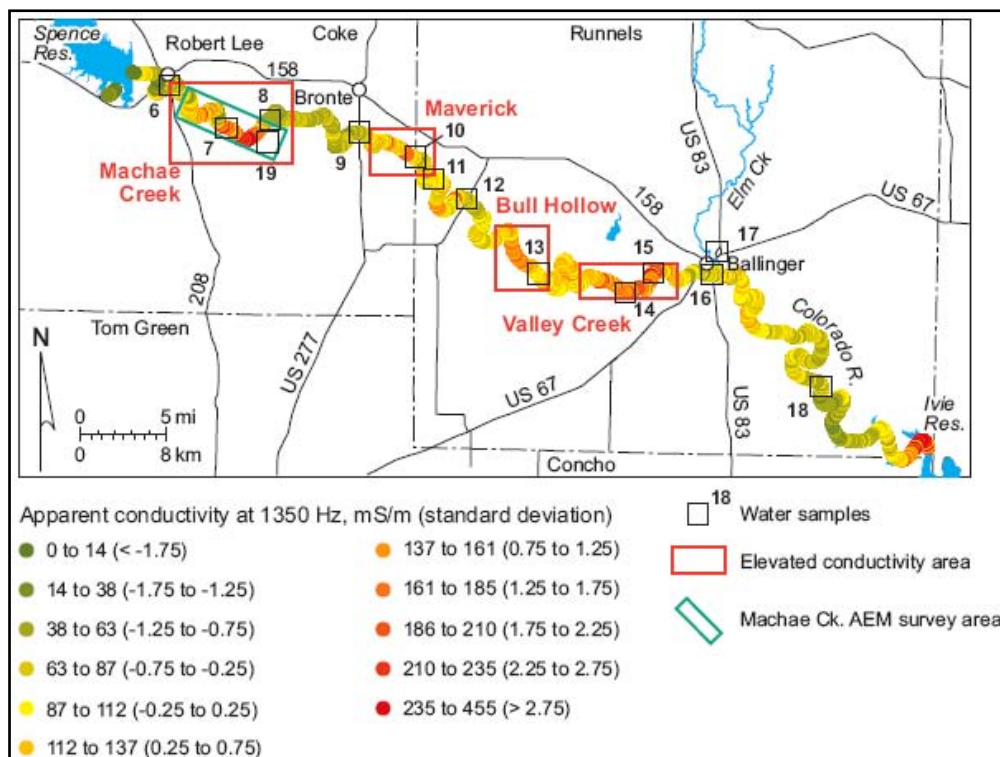 Spence
Res.
Robert Lee
Coke
Runnels
158
6
8
Bronte
Maverick
10
7
9
19
11
Machae
Creek
12
US 83
Elm Ck
US 67
Bull Hollow
158
13
15
17
Ballinger
16
14
208
Valley Creek
Tom Green
N
US 277
Colorado R.
0 5 mi
0 8 km
US 67
US 83
18
Ivie
Res.
Concho
Apparent conductivity at 1350 Hz, mS/m (standard deviation)
0 to 14 (< -1.75)
14 to 38 (-1.75 to -1.25)
38 to 63 (-1.25 to -0.75)
63 to 87 (-0.75 to -0.25)
87 to 112 (-0.25 to 0.25)
112 to 137 (0.25 to 0.75)
137 to 161 (0.75 to 1.25)
161 to 185 (1.25 to 1.75)
186 to 210 (1.75 to 2.25)
210 to 235 (2.25 to 2.75)
235 to 455 (> 2.75)
18
Water samples
Elevated conductivity area
Machae Ck. AEM survey area